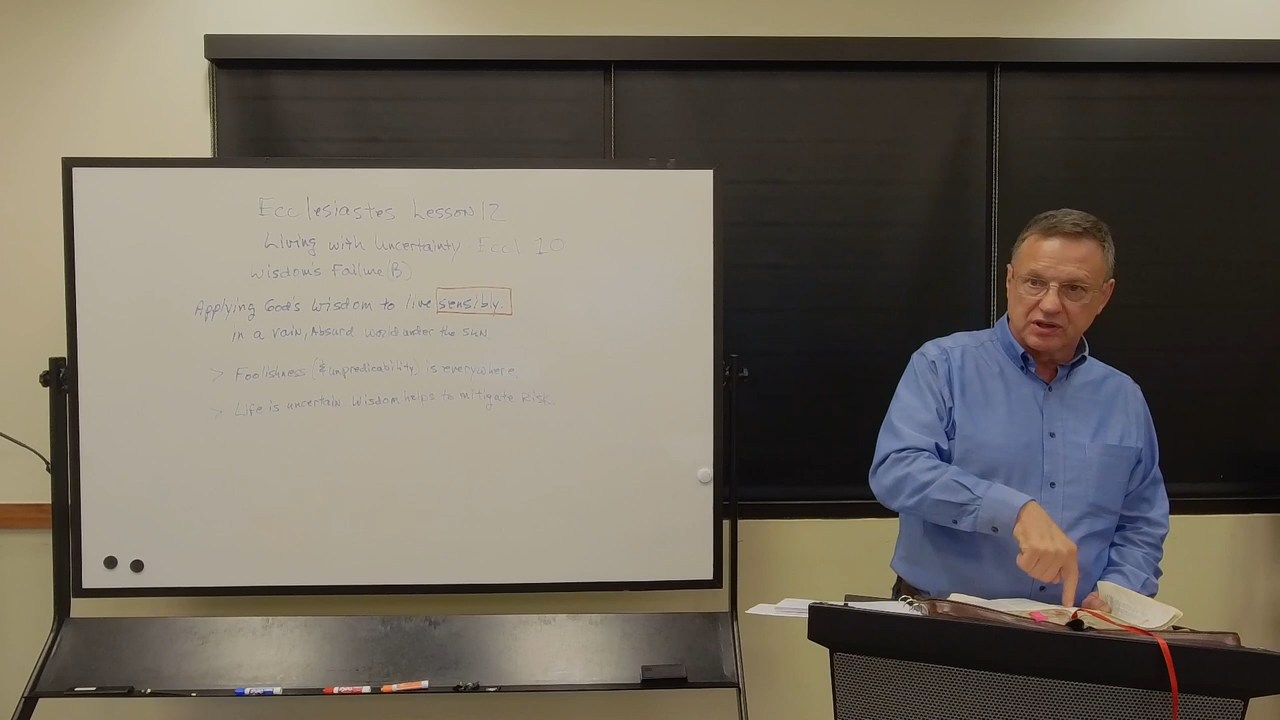 Ecclesiastes Lesson 12
Living with Uncertainty Eccl 10
Wisdom's Failure (B)
Applying God's wisdom to live sensibly.
in a vain, Absurd World under the SUN
> Foolishness (& unpredicability) is everywhere
> Life is uncertain. Wisdom helps to mitigate Risk.